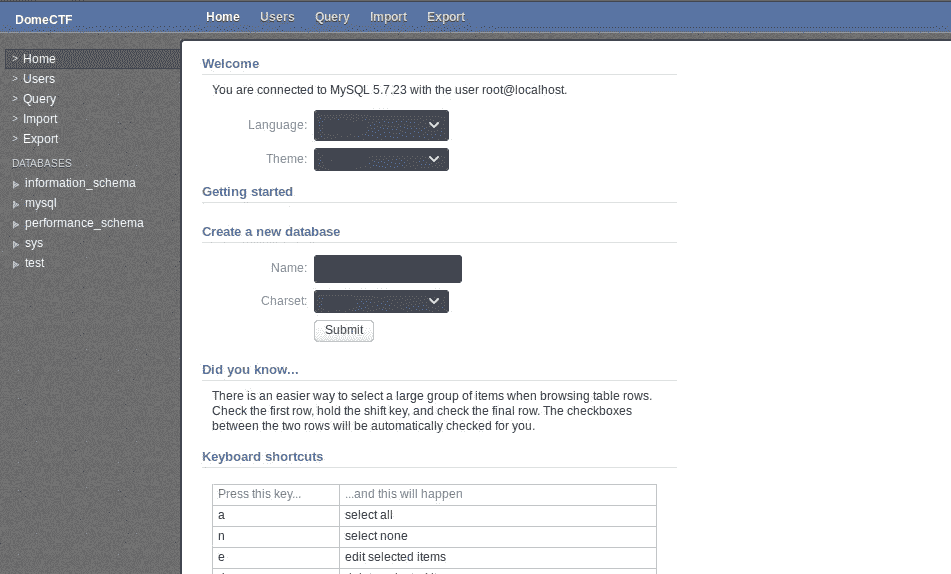 DomeCTF
Home Users Query Import Export
> Home
> Users
> Query
> Import
> Export
DATABASES
information_schema
mysql
performance_schema
sys
test
Welcome
You are connected to MySQL 5.7.23 with the user root@localhost.
Language:
Theme:
Getting started
Create a new database
Name:
Charset:
Submit
Did you know...
There is an easier way to select a large group of items when browsing table rows.
Check the first row, hold the shift key, and check the final row. The checkboxes
between the two rows will be automatically checked for you.
Keyboard shortcuts
Press this key... ...and this will happen
a select all
n select none
e edit selected items